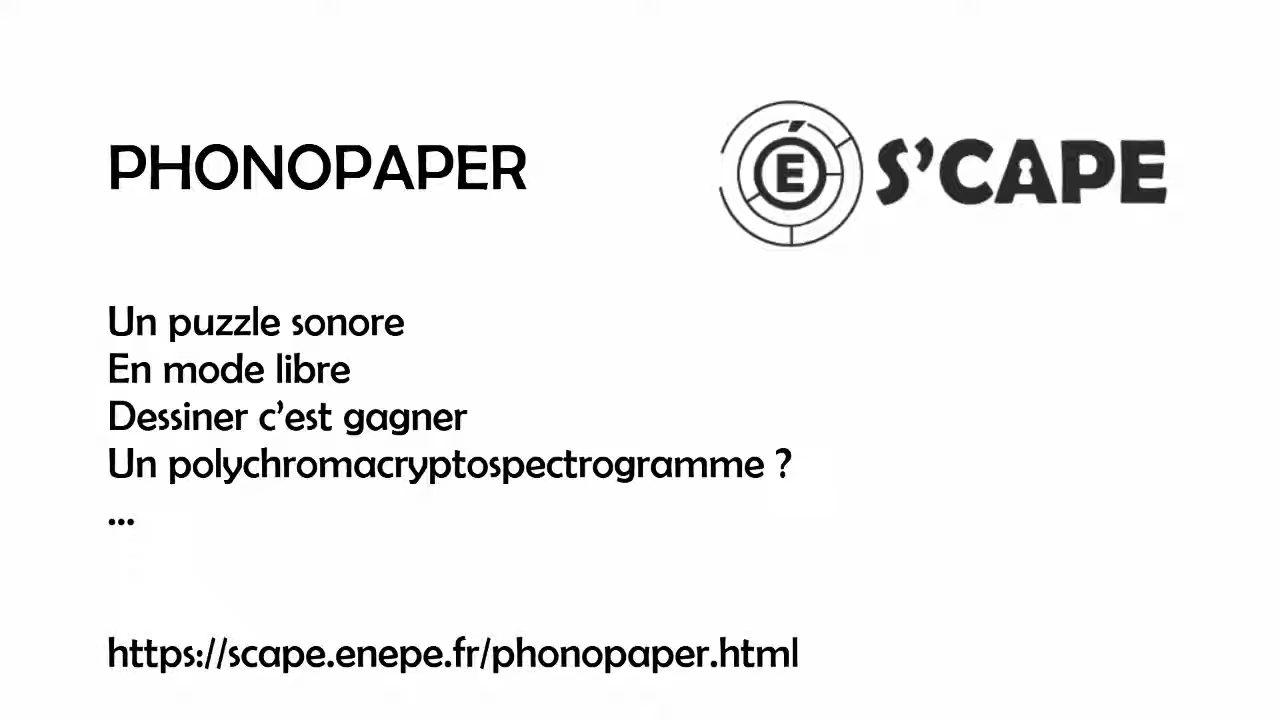 PHONOPAPER
É S'CAPE
Un puzzle sonore
En mode libre
Dessiner c'est gagner
Un polychromacryptospectrogramme ?
...
https://scape.enepe.fr/phonopaper.html